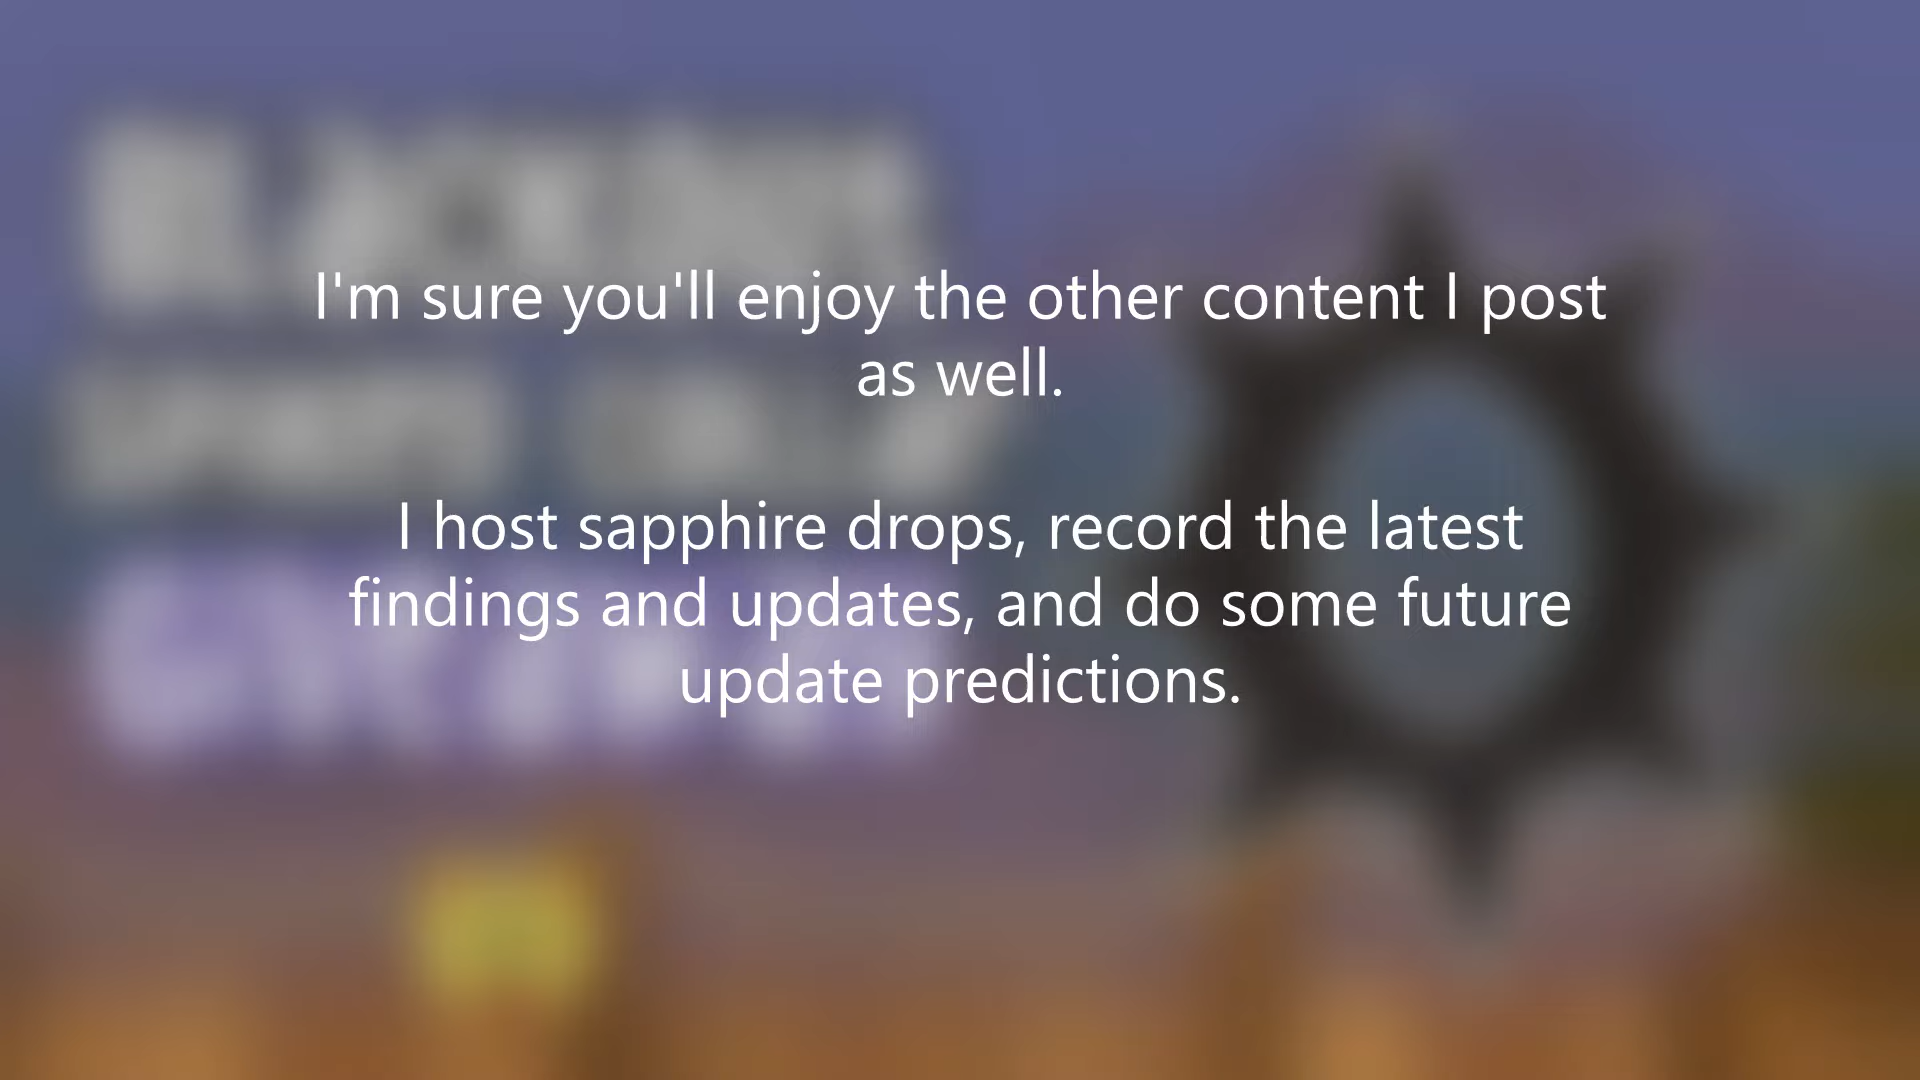 I'm sure you'll enjoy the other content I post
as well.
I host sapphire drops, record the latest
findings and updates, and do some future
update predictions.